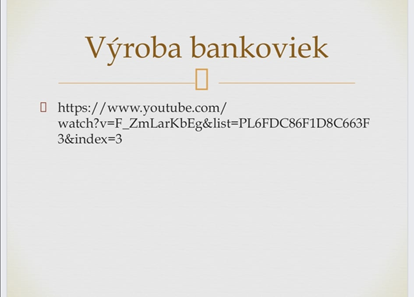 Výroba bankoviek
https://www.youtube.com/
watch?v=F_ZmLarKbEg&list=PL6FDC86F1D8C663F
3&index=3